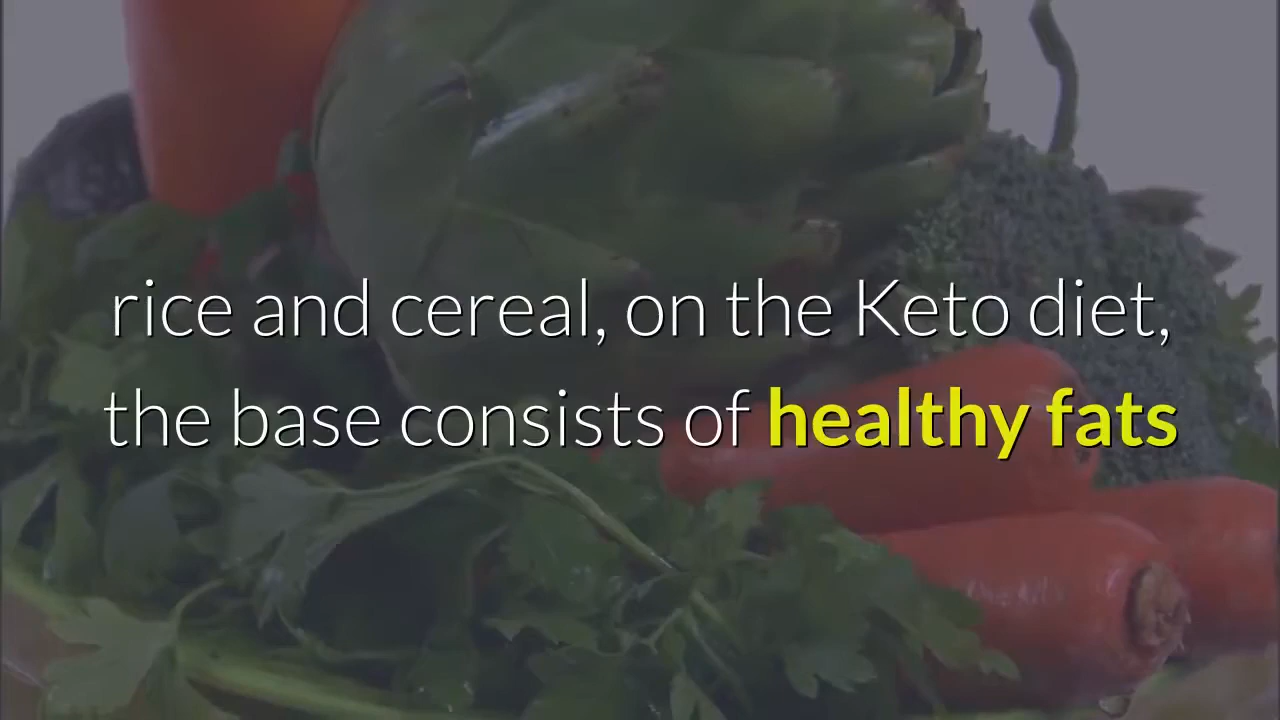 rice and cereal, on the Keto diet,
the base consists of healthy fats